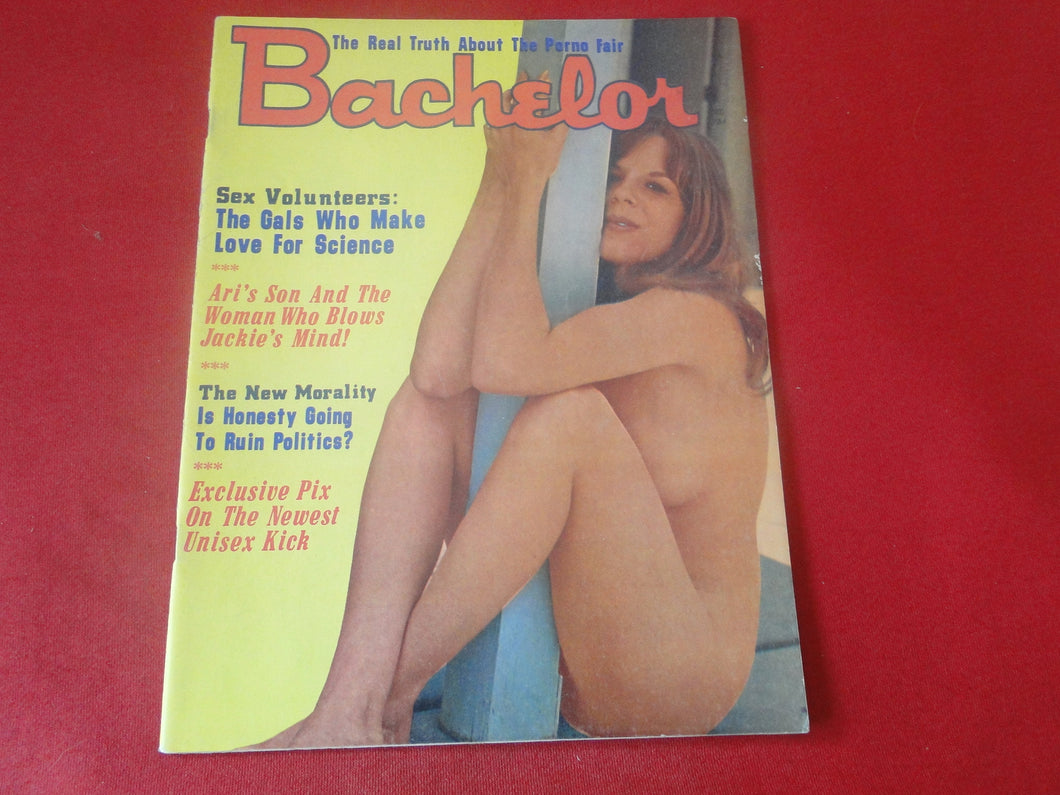 The Real Truth About The Porno Fair
Bachelor
Sex Volunteers:
The Gals Who Make
Love For Science
***
Ari's Son And The
Woman Who Blows
Jackie's Mind!
***
The New Morality
Is Honesty Going
To Ruin Politics?
***
Exclusive Pix
On The Newest
Unisex Kick